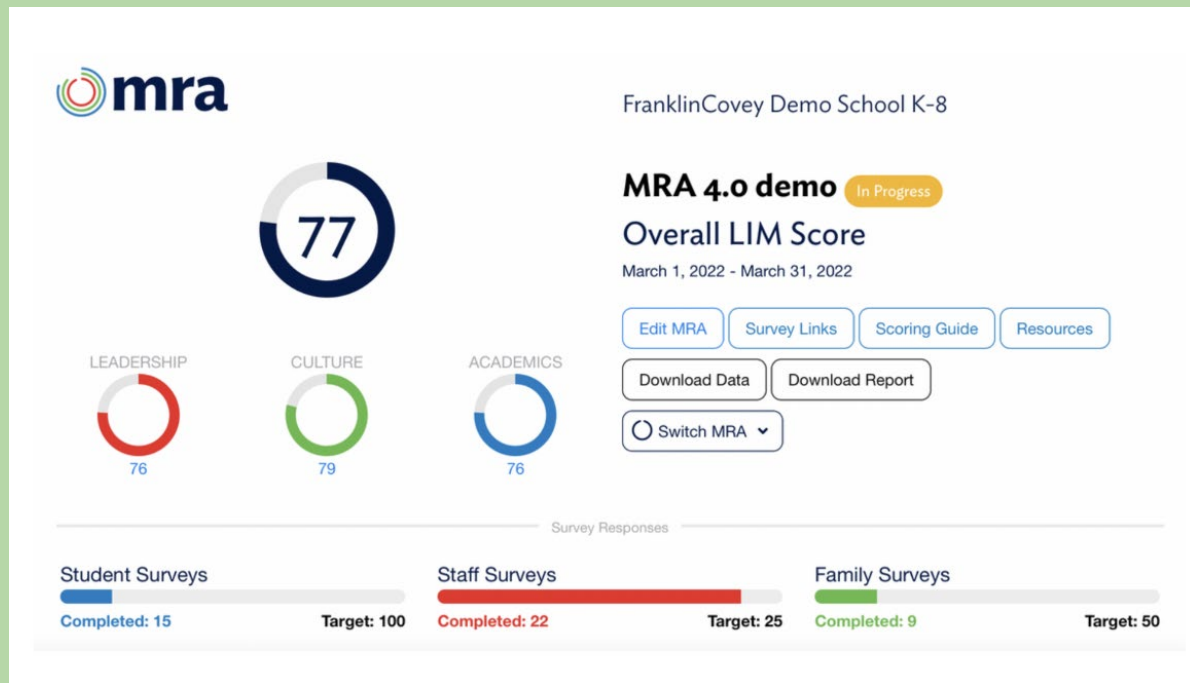 mra
FranklinCovey Demo School K-8
77
MRA 4.0 demo In Progress
Overall LIM Score
March 1, 2022 - March 31, 2022
Edit MRA Survey Links Scoring Guide Resources
Download Data Download Report
Switch MRA
LEADERSHIP CULTURE ACADEMICS
76 79 76
Survey Responses
Student Surveys Staff Surveys Family Surveys
Completed: 15 Target: 100 Completed: 22 Target: 25 Completed: 9 Target: 50